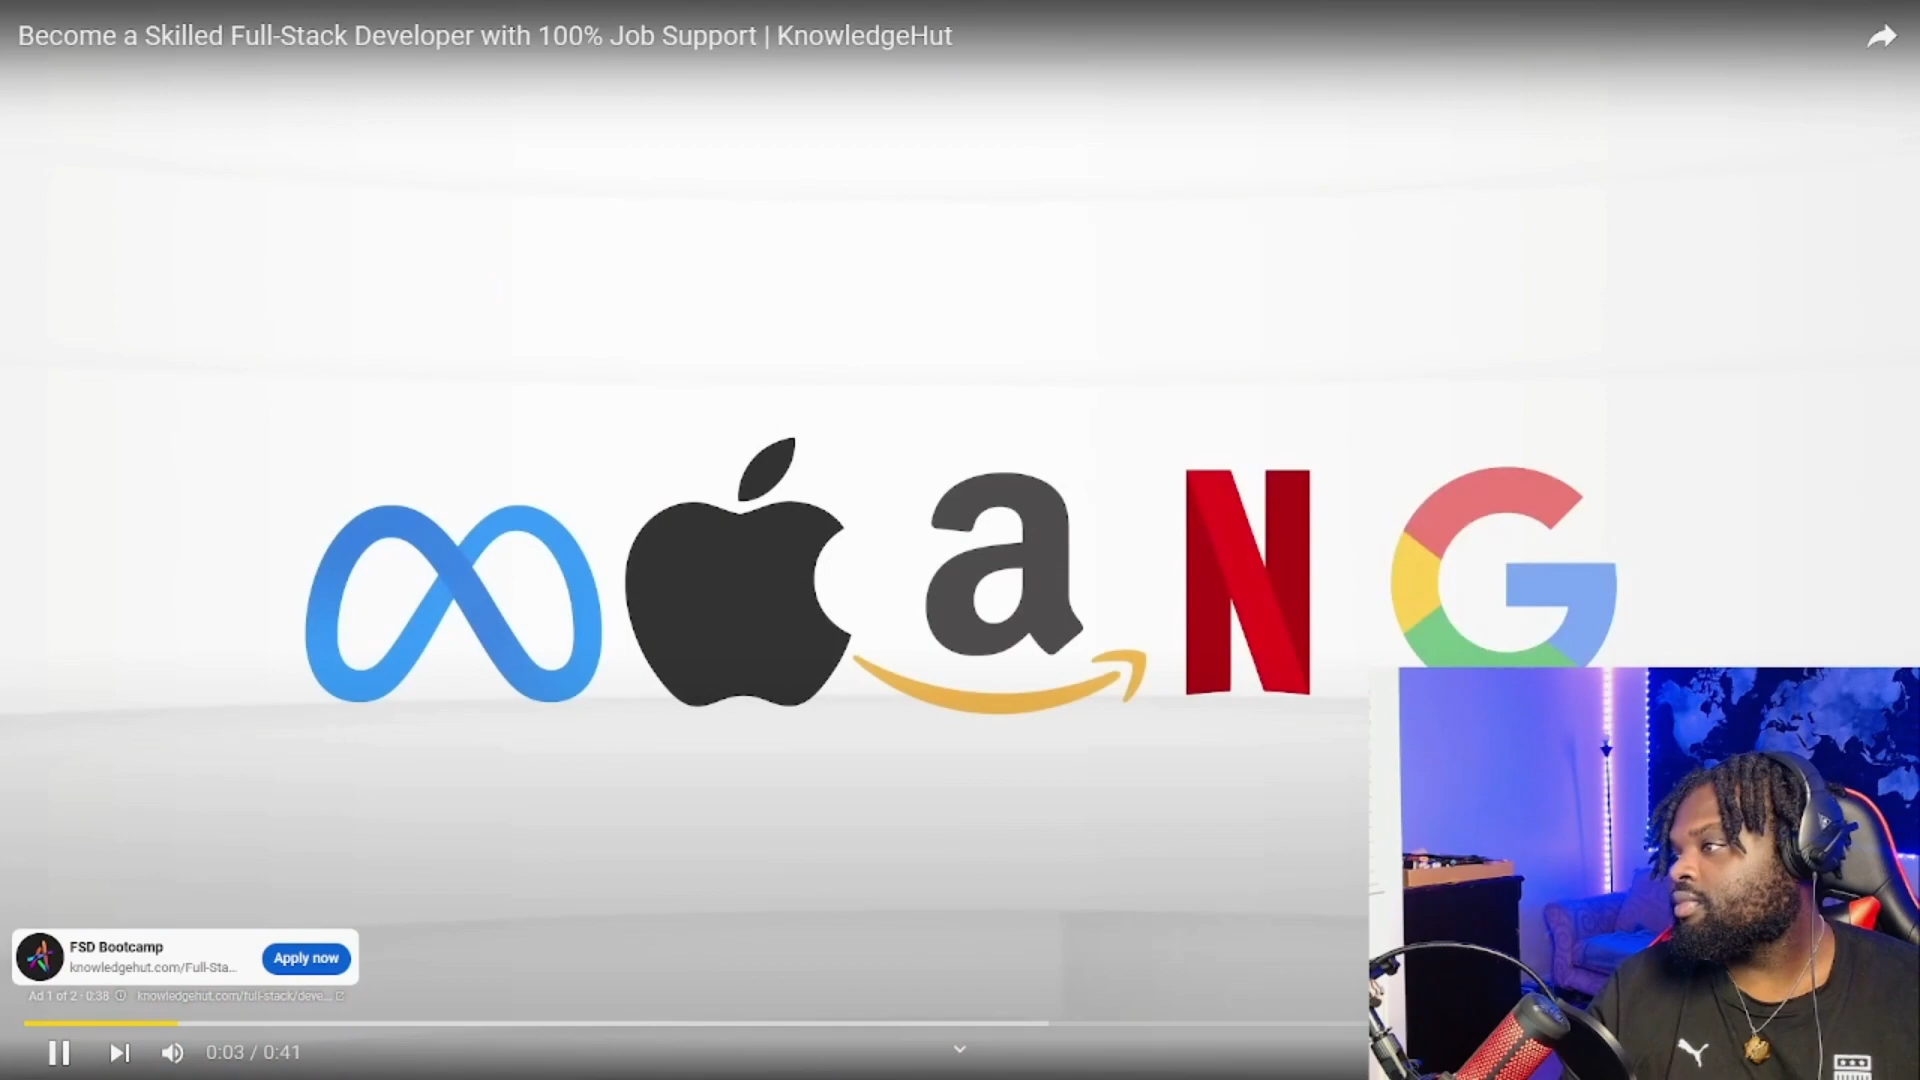 Become a Skilled Full-Stack Developer with 100% Job Support | KnowledgeHut
a N G
FSD Bootcamp
knowledgehut.com/Full-Sta...
Apply now
Ad 1 of 2 · 0:38 knowledgehut.com/full-stack/deve...
0:03 / 0:41